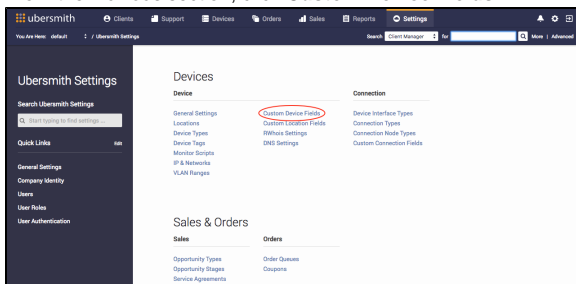 ubersmith
Clients
Support
Devices
Orders
Sales
Reports
Settings
You Are Here: default / Ubersmith Settings
Search Client Manager for
More | Advanced
Ubersmith Settings
Search Ubersmith Settings
Start typing to find settings ...
Quick Links
Edit
General Settings
Company Identity
Users
User Roles
User Authentication
Devices
Device
Connection
General Settings
Custom Device Fields
Device Interface Types
Locations
Custom Location Fields
Connection Types
Device Types
RWhois Settings
Connection Node Types
Device Tags
DNS Settings
Custom Connection Fields
Monitor Scripts
IP & Networks
VLAN Ranges
Sales & Orders
Sales
Orders
Opportunity Types
Order Queues
Opportunity Stages
Coupons
Service Agreements